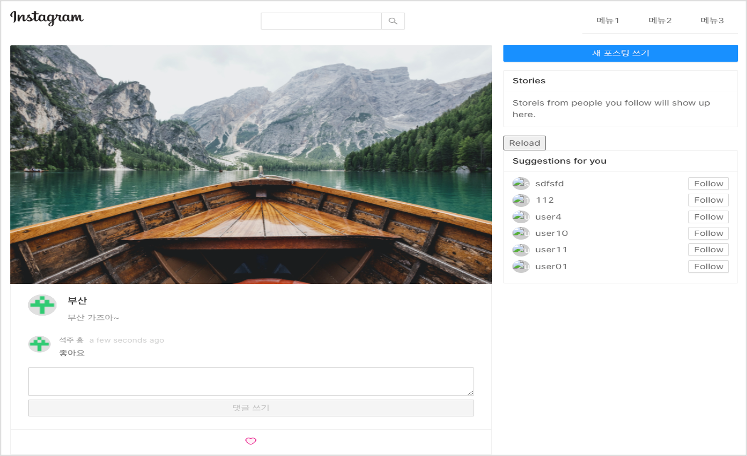 Instagram
메뉴1 메뉴2 메뉴3
새 포스팅 쓰기
Stories
Storeis from people you follow will show up
here.
Reload
Suggestions for you
sdfsfd Follow
112 Follow
user4 Follow
user10 Follow
user11 Follow
user01 Follow
부산
부산 가즈아~
석주 홍 a few seconds ago
좋아요
댓글 쓰기